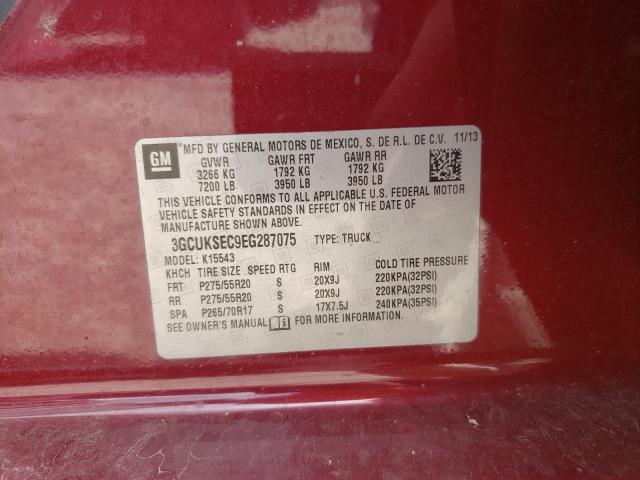 GM
MFD BY GENERAL MOTORS DE MEXICO, S. DE R.L. DE C.V. 11/13
GVWR GAWR FRT GAWR RR
3266 KG 1792 KG 1792 KG
7200 LB 3950 LB 3950 LB
THIS VEHICLE CONFORMS TO ALL APPLICABLE U.S. FEDERAL MOTOR
VEHICLE SAFETY STANDARDS IN EFFECT ON THE DATE OF
MANUFACTURE SHOWN ABOVE.
3GCUKSEC9EG287075 TYPE: TRUCK
MODEL: K15543
KHCH TIRE SIZE SPEED RTG RIM COLD TIRE PRESSURE
FRT P275/55R20 S 20X9J 220KPA(32PSI)
RR P275/55R20 S 20X9J 220KPA(32PSI)
SPA P265/70R17 S 17X7.5J 240KPA(35PSI)
SEE OWNER'S MANUAL FOR MORE INFORMATION.